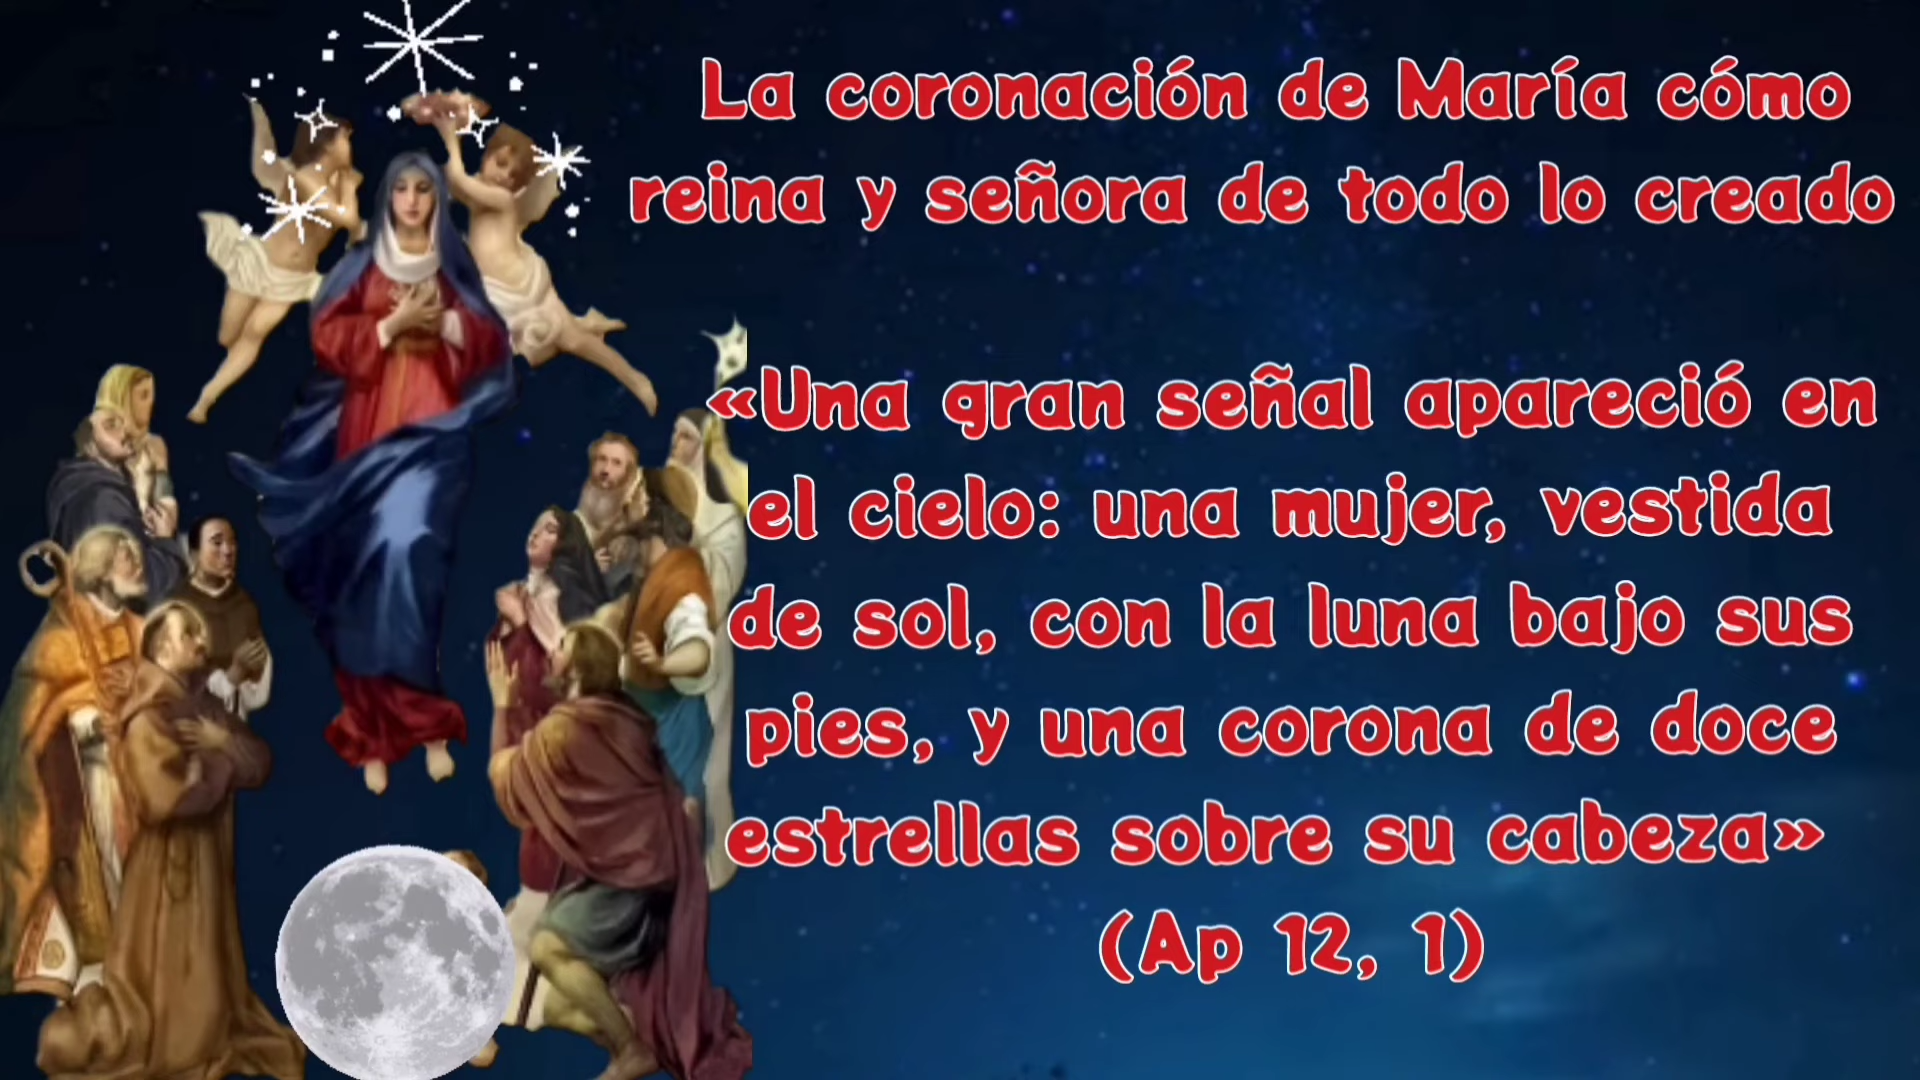 La coronación de María cómo
reina y señora de todo lo creado
«Una gran señal apareció en
el cielo: una mujer, vestida
de sol, con la luna bajo sus
pies, y una corona de doce
estrellas sobre su cabeza»
(Ap 12, 1)